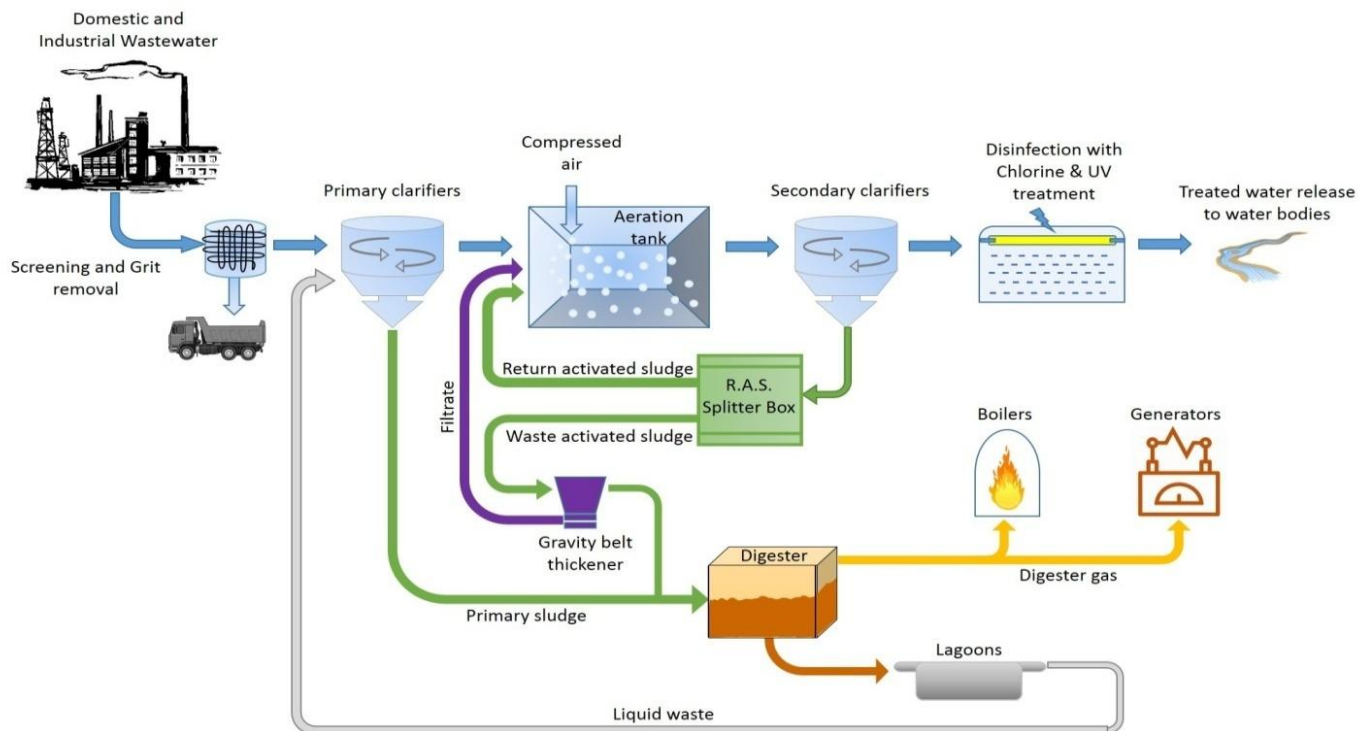 Domestic and
Industrial Wastewater
Screening and Grit
removal
Primary clarifiers
Compressed
air
Aeration
tank
Secondary clarifiers
Disinfection with
Chlorine & UV
treatment
Treated water release
to water bodies
Return activated sludge
R.A.S.
Splitter Box
Filtrate
Waste activated sludge
Gravity belt
thickener
Boilers
Generators
Digester
Digester gas
Primary sludge
Lagoons
Liquid waste